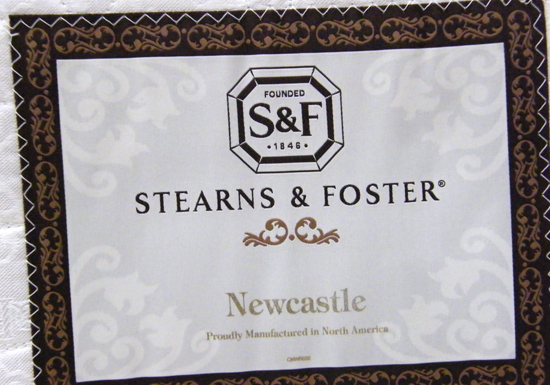 FOUNDED
S&F
• 1846 •
STEARNS & FOSTER®
Newcastle
Proudly Manufactured in North America